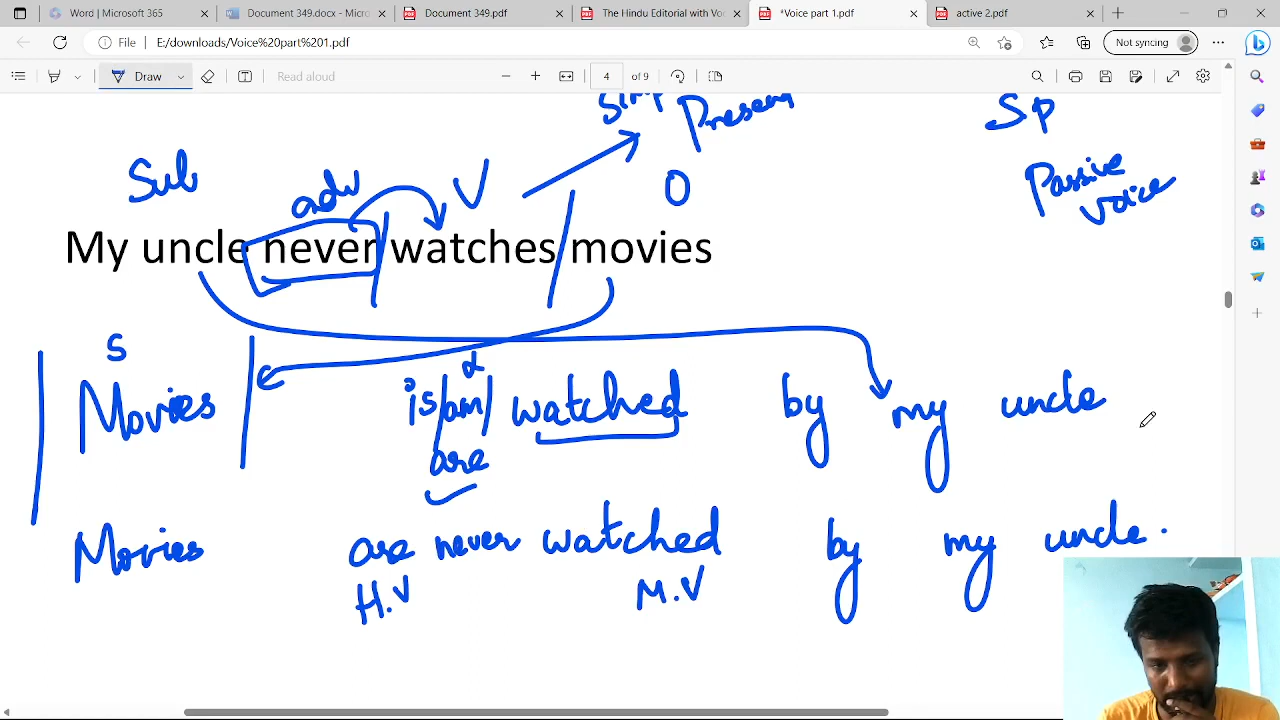 Word | Microsoft 365
Document 349.docx - Micros
Document 349.pdf
The Hindu Editorial with Voc
*Voice part 1.pdf
active 2.pdf
File E:/downloads/Voice%20part%201.pdf
Not syncing
Draw Read aloud 4 of 9
Present
Sp
Passive
voice
Sub adv V O
My uncle never watches movies
S
Movies is/am/ watched by my uncle
are
Movies are never watched by my uncle.
H.V M.V